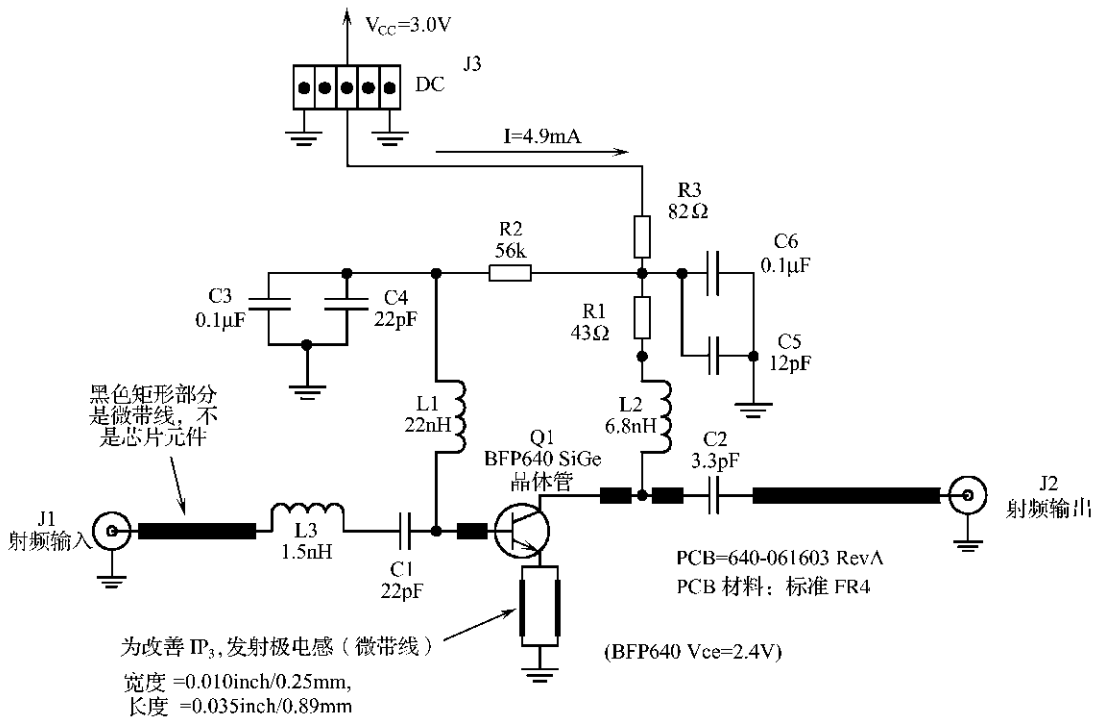 V_CC=3.0V
J3
DC
I=4.9mA
R3
82Ω
R2
56k
C6
0.1μF
C3
0.1μF
C4
22pF
R1
43Ω
C5
12pF
黑色矩形部分
是微带线，不
是芯片元件
L1
22nH
L2
6.8nH
Q1
BFP640 SiGe
晶体管
C2
3.3pF
J1
射频输入
L3
1.5nH
C1
22pF
J2
射频输出
PCB=640-061603 RevA
PCB 材料：标准 FR4
为改善 IP₃,发射极电感（微带线）
宽度 =0.010inch/0.25mm,
长度 =0.035inch/0.89mm
(BFP640 Vce=2.4V)